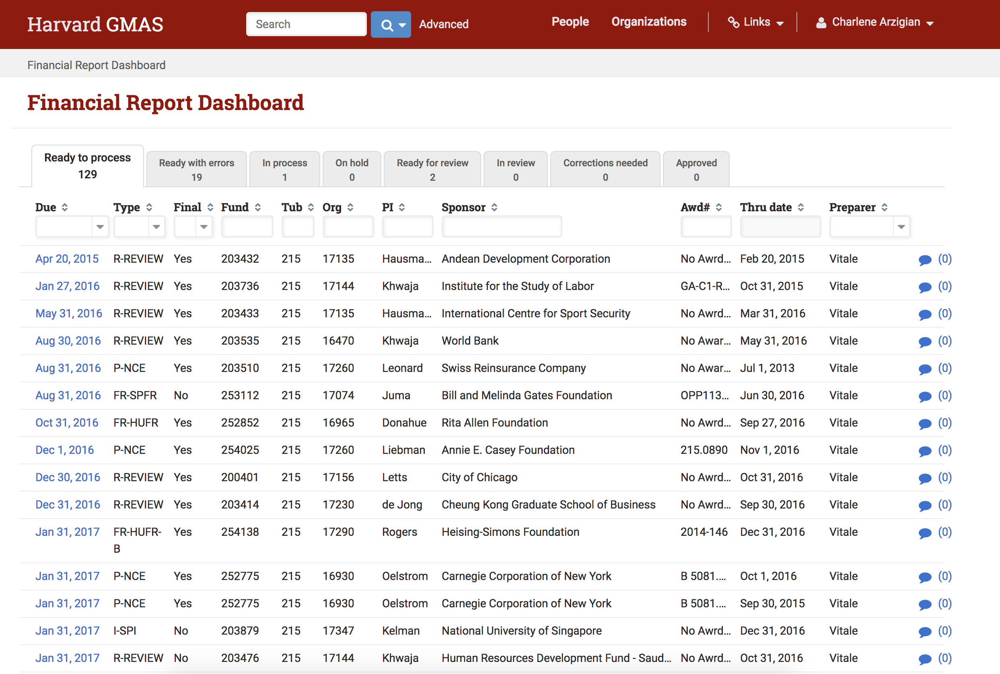 Harvard GMAS Search Advanced People Organizations Links Charlene Arzigian
Financial Report Dashboard
Financial Report Dashboard
Ready to process Ready with errors In process On hold Ready for review In review Corrections needed Approved
129 19 1 0 2 0 0 0
Due Type Final Fund Tub Org PI Sponsor Awd# Thru date Preparer
Apr 20, 2015 R-REVIEW Yes 203432 215 17135 Hausma... Andean Development Corporation No Awrd... Feb 20, 2015 Vitale (0)
Jan 27, 2016 R-REVIEW Yes 203736 215 17144 Khwaja Institute for the Study of Labor GA-C1-R... Oct 31, 2015 Vitale (0)
May 31, 2016 R-REVIEW Yes 203433 215 17135 Hausma... International Centre for Sport Security No Awrd... Mar 31, 2016 Vitale (0)
Aug 30, 2016 R-REVIEW Yes 203535 215 16470 Khwaja World Bank No Awar... May 31, 2016 Vitale (0)
Aug 31, 2016 P-NCE Yes 203510 215 17260 Leonard Swiss Reinsurance Company No Awar... Jul 1, 2013 Vitale (0)
Aug 31, 2016 FR-SPFR No 253112 215 17074 Juma Bill and Melinda Gates Foundation OPP113... Jun 30, 2016 Vitale (0)
Oct 31, 2016 FR-HUFR Yes 252852 215 16965 Donahue Rita Allen Foundation No Awrd... Sep 27, 2016 Vitale (0)
Dec 1, 2016 P-NCE Yes 254025 215 17260 Liebman Annie E. Casey Foundation 215.0890 Nov 1, 2016 Vitale (0)
Dec 30, 2016 R-REVIEW Yes 200401 215 17156 Letts City of Chicago No Awrd... Oct 31, 2016 Vitale (0)
Dec 31, 2016 R-REVIEW Yes 203414 215 17230 de Jong Cheung Kong Graduate School of Business No Awrd... Sep 30, 2016 Vitale (0)
Jan 31, 2017 FR-HUFR- Yes 254138 215 17290 Rogers Heising-Simons Foundation 2014-146 Dec 31, 2016 Vitale (0)
B
Jan 31, 2017 P-NCE Yes 252775 215 16930 Oelstrom Carnegie Corporation of New York B 5081.... Oct 1, 2016 Vitale (0)
Jan 31, 2017 P-NCE Yes 252775 215 16930 Oelstrom Carnegie Corporation of New York B 5081.... Sep 30, 2015 Vitale (0)
Jan 31, 2017 I-SPI No 203879 215 17347 Kelman National University of Singapore No Awrd... Dec 31, 2016 Vitale (0)
Jan 31, 2017 R-REVIEW No 203476 215 17144 Khwaja Human Resources Development Fund - Saud... No Awrd... Oct 31, 2016 Vitale (0)